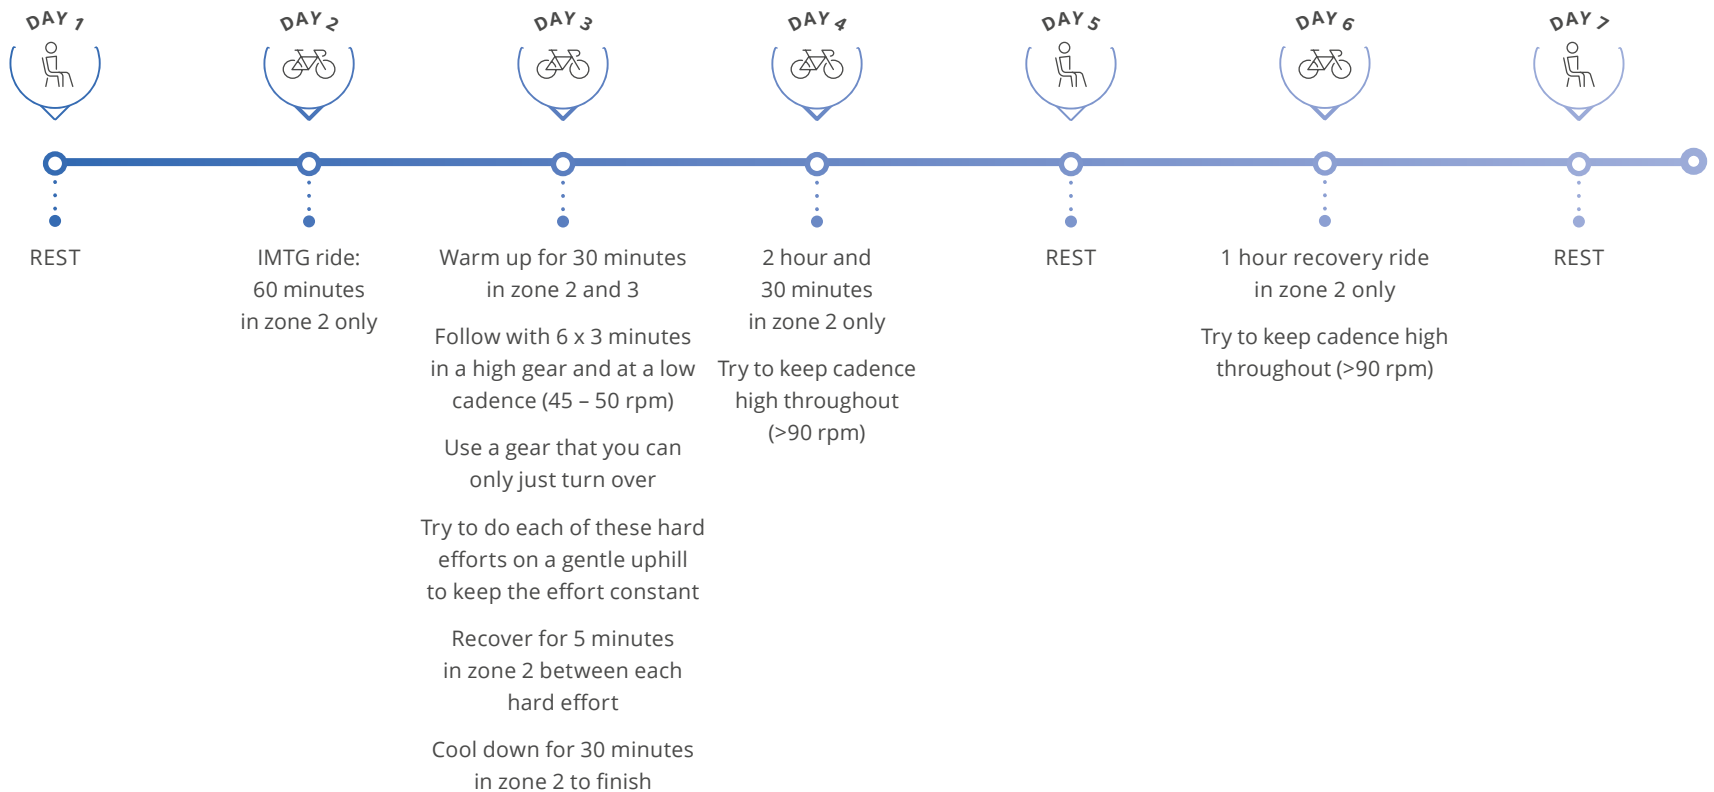 DAY 1
DAY 2
DAY 3
DAY 4
DAY 5
DAY 6
DAY 7
REST
IMTG ride:
60 minutes
in zone 2 only
Warm up for 30 minutes
in zone 2 and 3
Follow with 6 x 3 minutes
in a high gear and at a low
cadence (45 – 50 rpm)
Use a gear that you can
only just turn over
Try to do each of these hard
efforts on a gentle uphill
to keep the effort constant
Recover for 5 minutes
in zone 2 between each
hard effort
Cool down for 30 minutes
in zone 2 to finish
2 hour and
30 minutes
in zone 2 only
Try to keep cadence
high throughout
(>90 rpm)
REST
1 hour recovery ride
in zone 2 only
Try to keep cadence high
throughout (>90 rpm)
REST